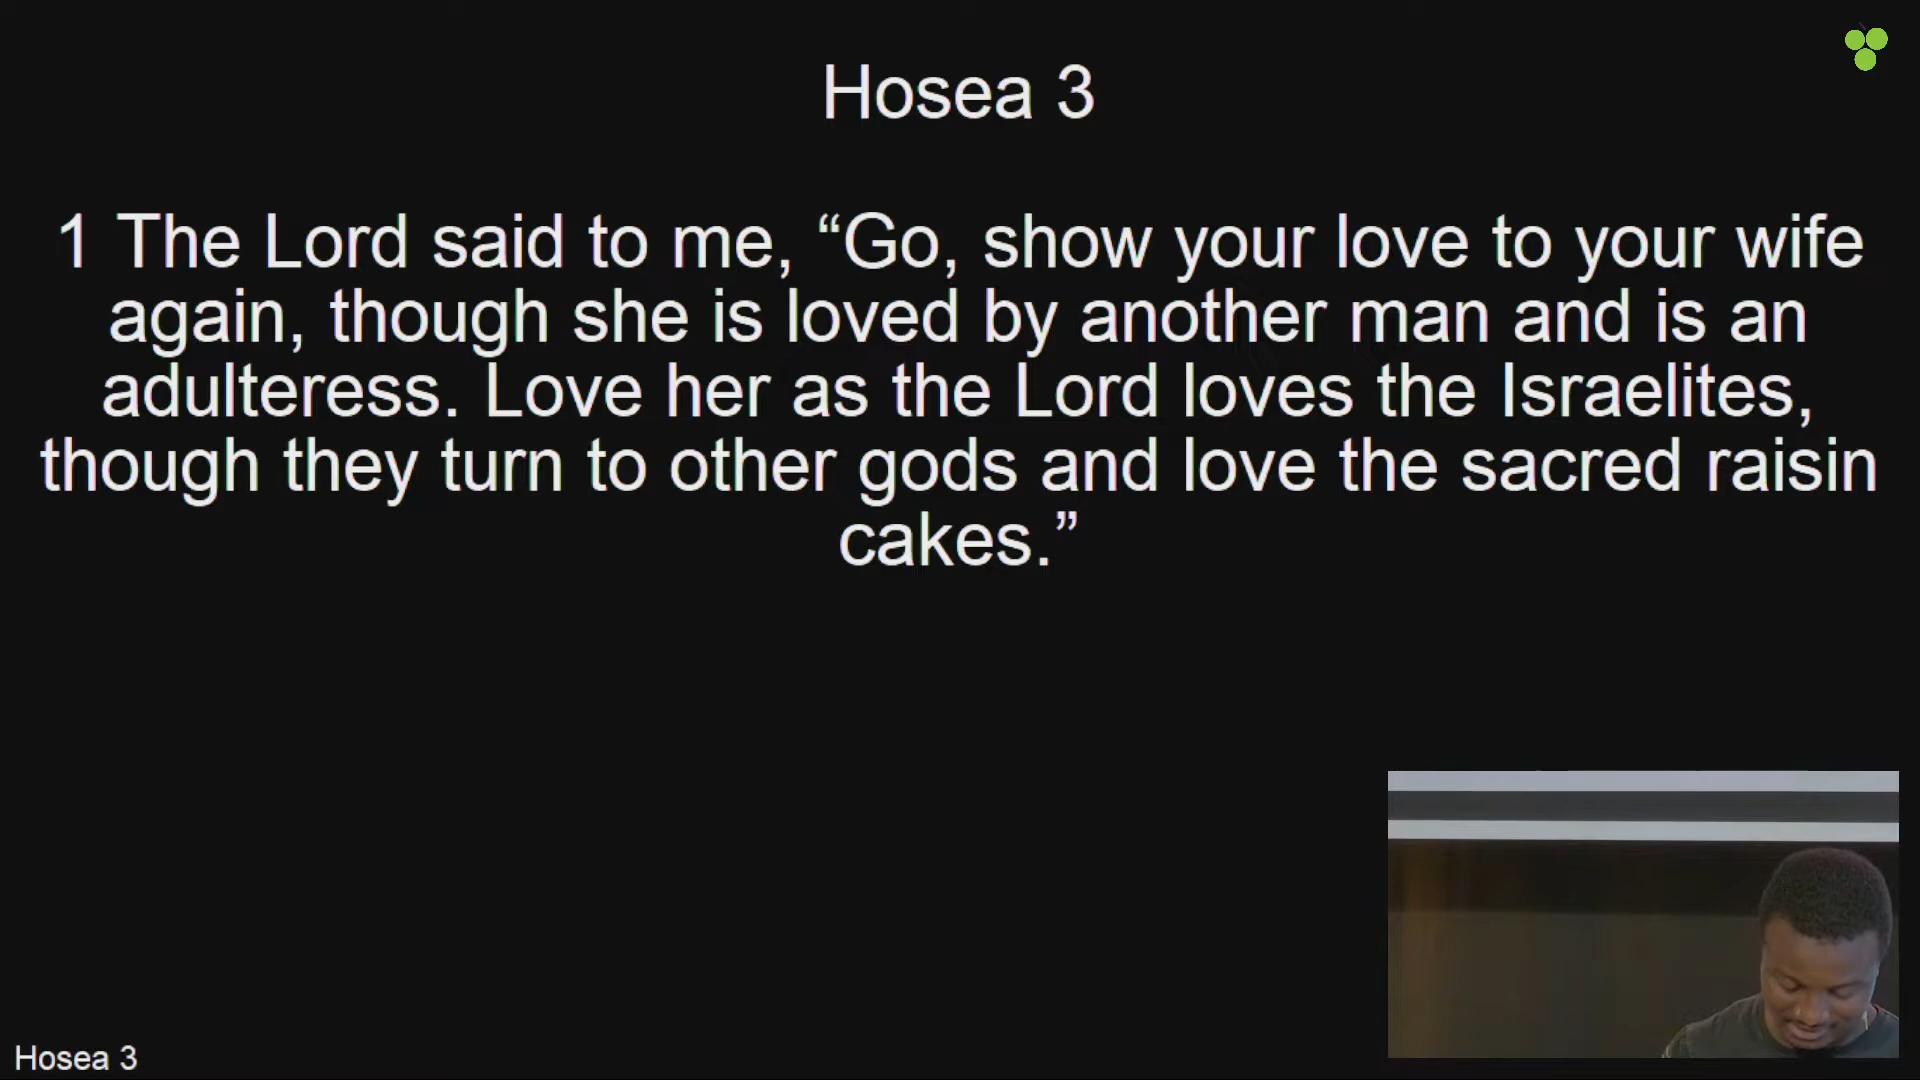 Hosea 3
1 The Lord said to me, “Go, show your love to your wife
again, though she is loved by another man and is an
adulteress. Love her as the Lord loves the Israelites,
though they turn to other gods and love the sacred raisin
cakes.”
Hosea 3